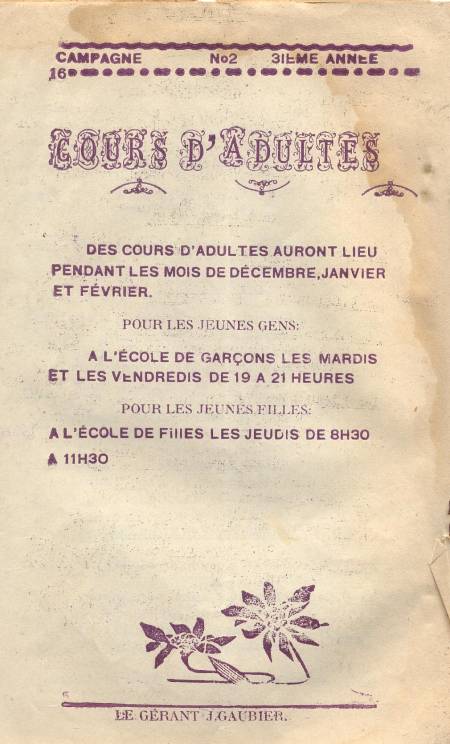 CAMPAGNE No2 3IEME ANNEE
16
COURS D'ADULTES
DES COURS D'ADULTES AURONT LIEU
PENDANT LES MOIS DE DÉCEMBRE,JANVIER
ET FÉVRIER.
POUR LES JEUNES GENS:
A L'ÉCOLE DE GARÇONS LES MARDIS
ET LES VENDREDIS DE 19 A 21 HEURES
POUR LES JEUNES FILLES:
A L'ÉCOLE DE FillES LES JEUDIS DE 8H30
A 11H30
LE GÉRANT J.GAUBIER.